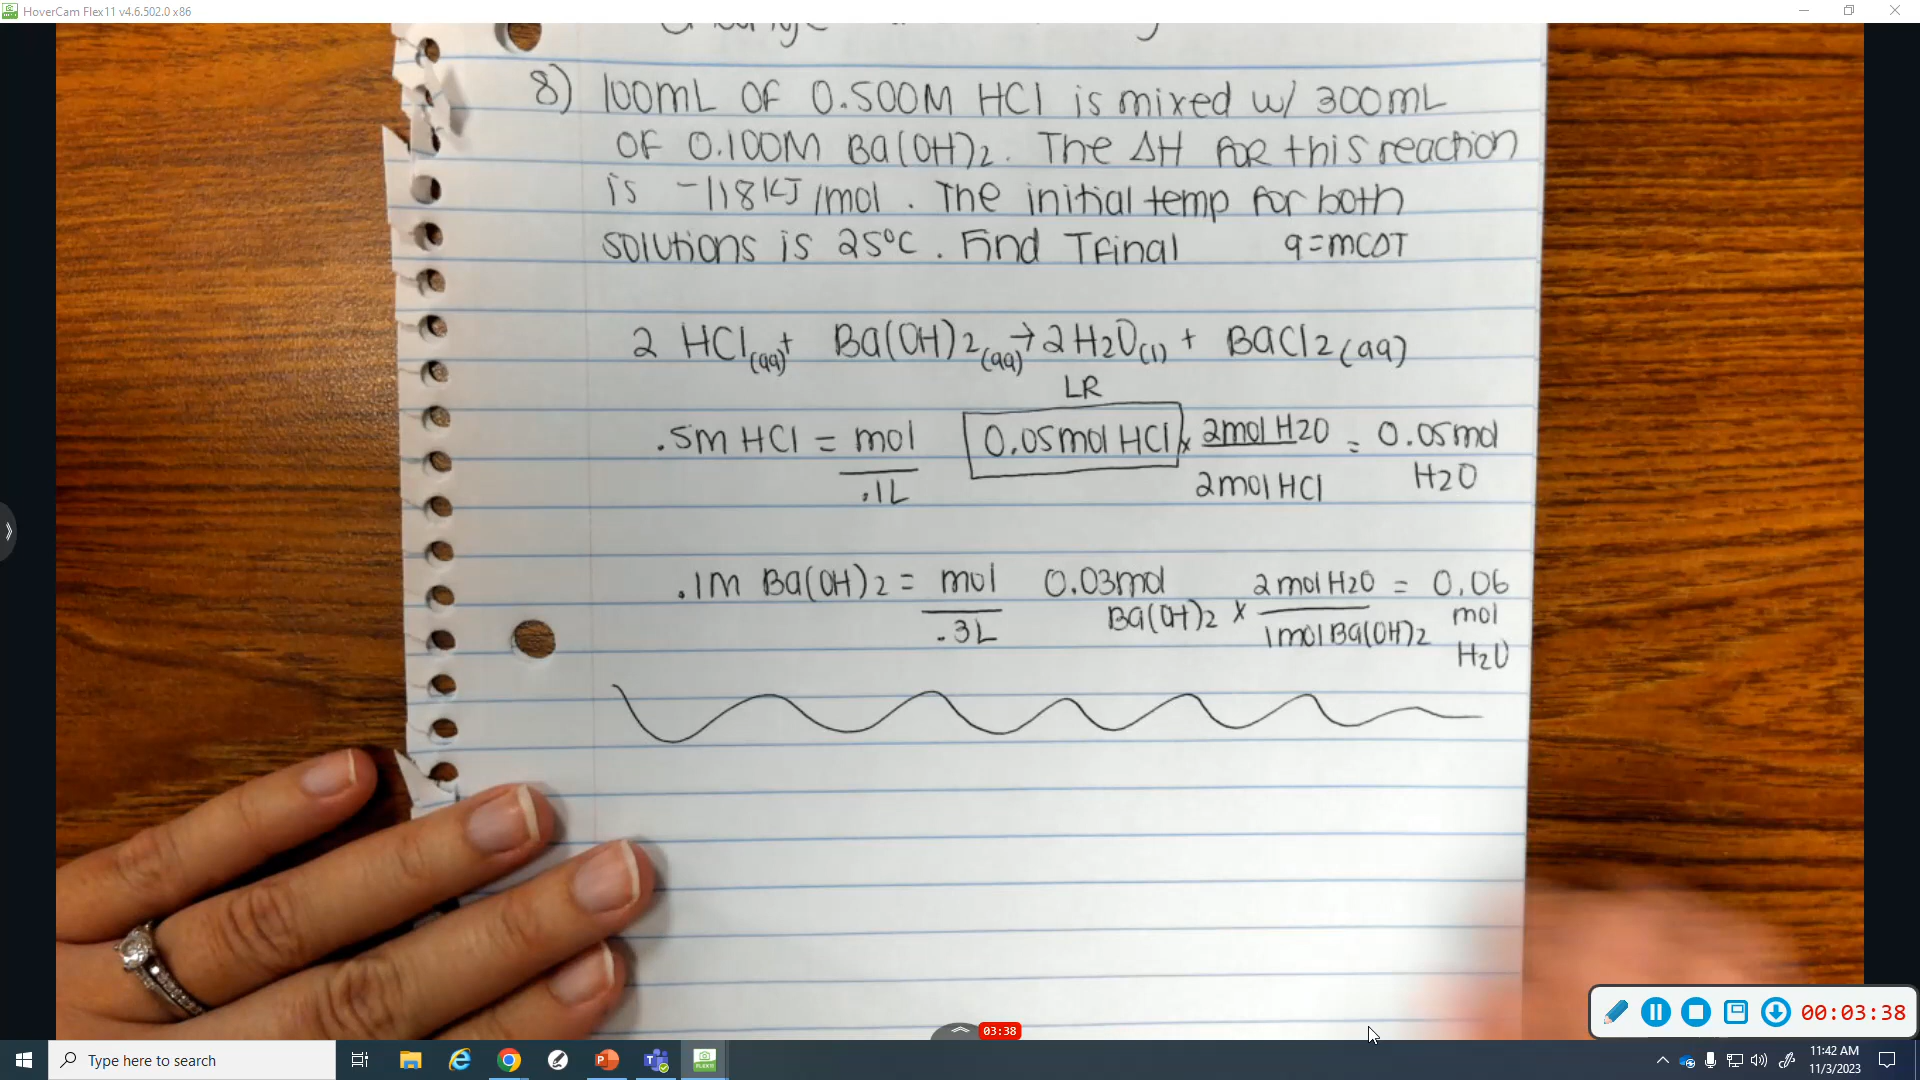 HoverCam Flex11 v4.6.502.0 x86
8) 100mL OF 0.500M HCl is mixed w/ 300mL
OF 0.100M Ba(OH)2. The ΔH FOR this reaction
is -118KJ/mol. The initial temp for both
solutions is 25°C. Find TFinal q=mCΔT
2 HCl(aq) + Ba(OH)2(aq) → 2H2O(l) + BaCl2(aq)
LR
.5m HCl = mol 0.05mol HCl x 2mol H2O = 0.05mol
.1L 2mol HCl H2O
.1m Ba(OH)2 = mol 0.03mol 2mol H2O = 0.06
.3L Ba(OH)2 x 1mol Ba(OH)2 mol
H2O
03:38
00:03:38
Type here to search
11:42 AM
11/3/2023